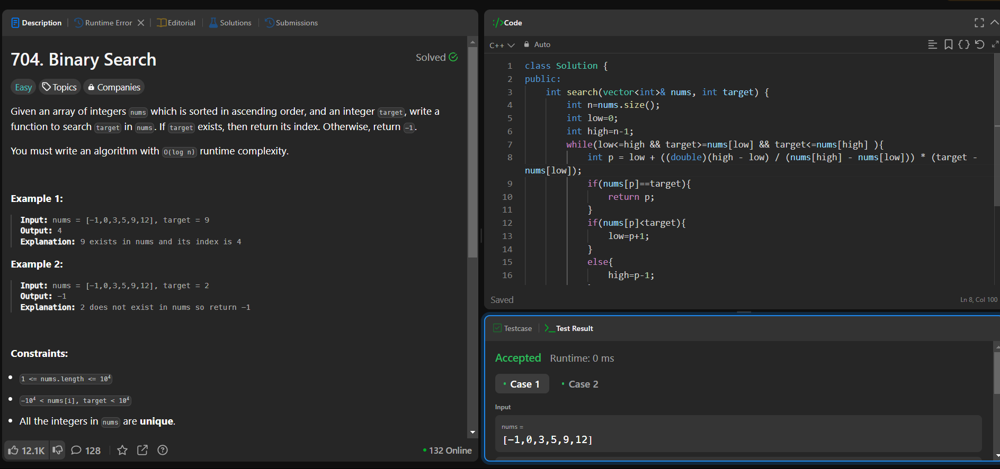 Description
Runtime Error
Editorial
Solutions
Submissions
704. Binary Search
Solved
Easy
Topics
Companies
Given an array of integers nums which is sorted in ascending order, and an integer target, write a
function to search target in nums. If target exists, then return its index. Otherwise, return -1.
You must write an algorithm with O(log n) runtime complexity.
Example 1:
Input: nums = [-1,0,3,5,9,12], target = 9
Output: 4
Explanation: 9 exists in nums and its index is 4
Example 2:
Input: nums = [-1,0,3,5,9,12], target = 2
Output: -1
Explanation: 2 does not exist in nums so return -1
Constraints:
• 1 <= nums.length <= 10⁴
• -10⁴ < nums[i], target < 10⁴
• All the integers in nums are unique.
12.1K
128
132 Online
</>Code
C++
Auto
1 class Solution {
2 public:
3 int search(vector<int>& nums, int target) {
4 int n=nums.size();
5 int low=0;
6 int high=n-1;
7 while(low<=high && target>=nums[low] && target<=nums[high] ){
8 int p = low + ((double)(high - low) / (nums[high] - nums[low])) * (target -
nums[low]);
9 if(nums[p]==target){
10 return p;
11 }
12 if(nums[p]<target){
13 low=p+1;
14 }
15 else{
16 high=p-1;
Saved
Ln 8, Col 100
Testcase
>_Test Result
Accepted
Runtime: 0 ms
• Case 1
• Case 2
Input
nums =
[-1,0,3,5,9,12]